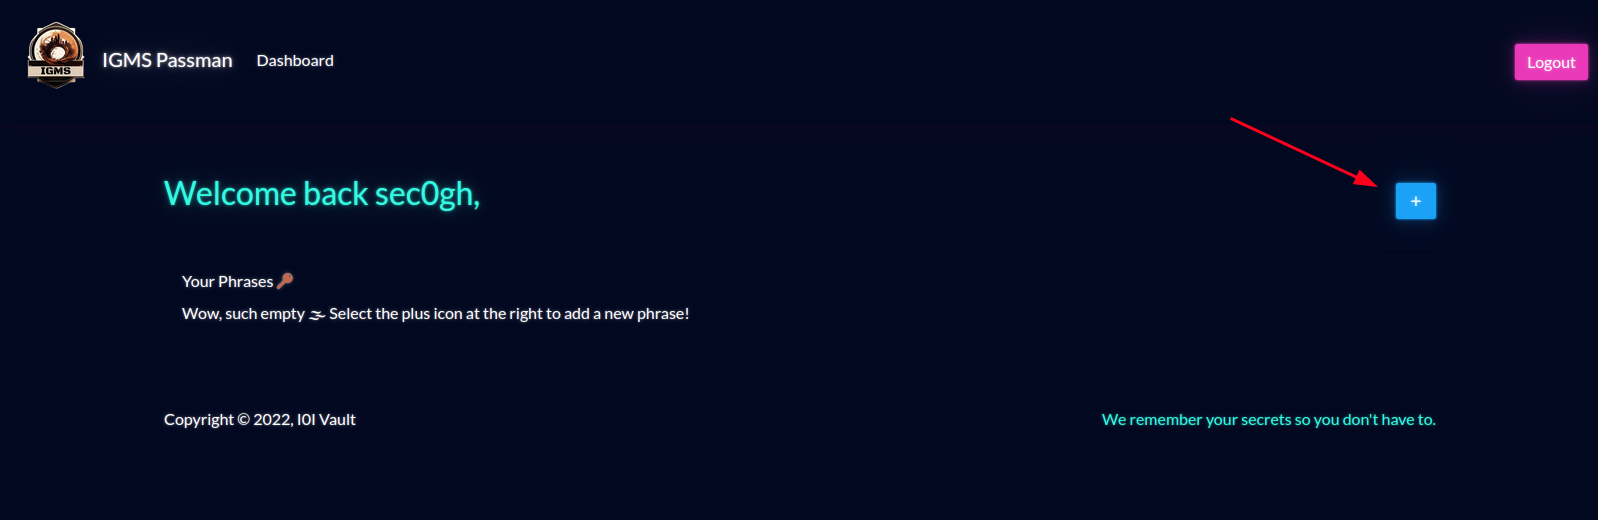 IGMS
IGMS Passman Dashboard
Logout
Welcome back sec0gh,
+
Your Phrases 🔑
Wow, such empty 🌫 Select the plus icon at the right to add a new phrase!
Copyright © 2022, I0I Vault
We remember your secrets so you don't have to.